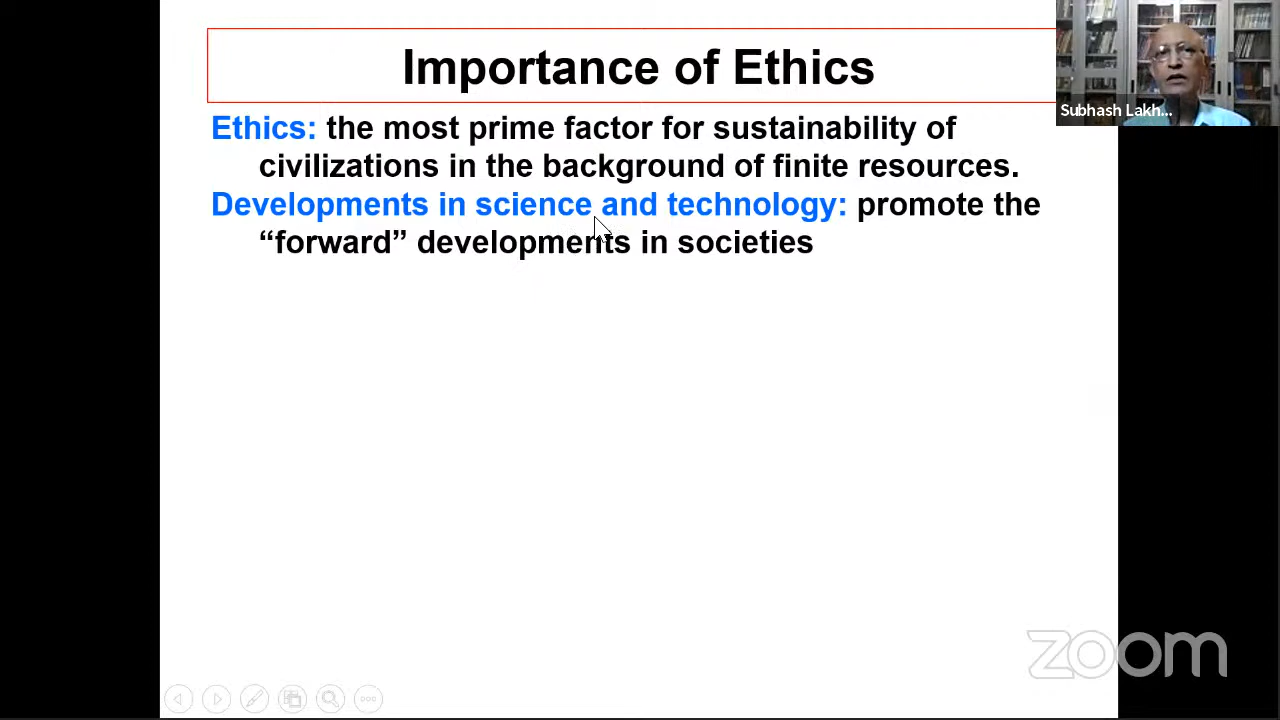 Importance of Ethics
Subhash Lakh...
Ethics: the most prime factor for sustainability of
civilizations in the background of finite resources.
Developments in science and technology: promote the
“forward” developments in societies
zoom